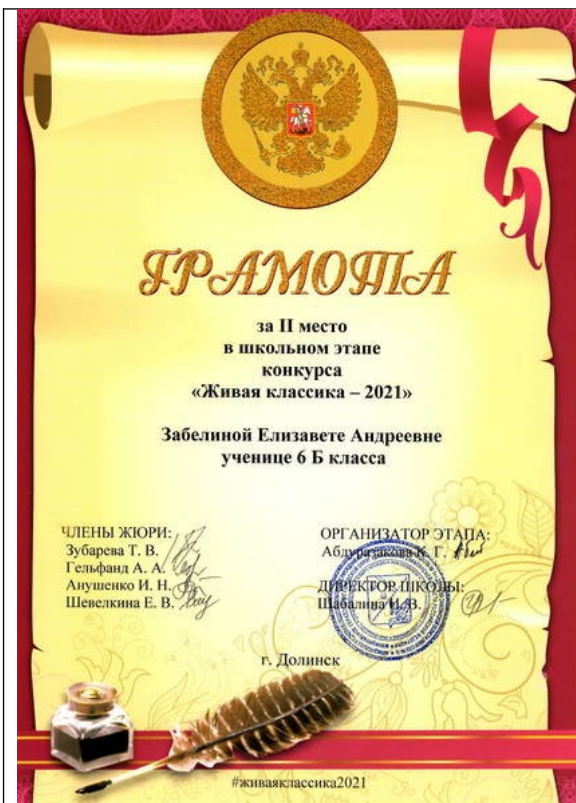 ГРАМОТА
за II место
в школьном этапе
конкурса
«Живая классика – 2021»
Забелиной Елизавете Андреевне
ученице 6 Б класса
ЧЛЕНЫ ЖЮРИ:
Зубарева Т. В.
Гельфанд А. А.
Анушенко И. Н.
Шевелкина Е. В.
ОРГАНИЗАТОР ЭТАПА:
Абдуразакова К. Г.
ДИРЕКТОР ШКОЛЫ:
Шабалина И. В.
г. Долинск
#живаяклассика2021